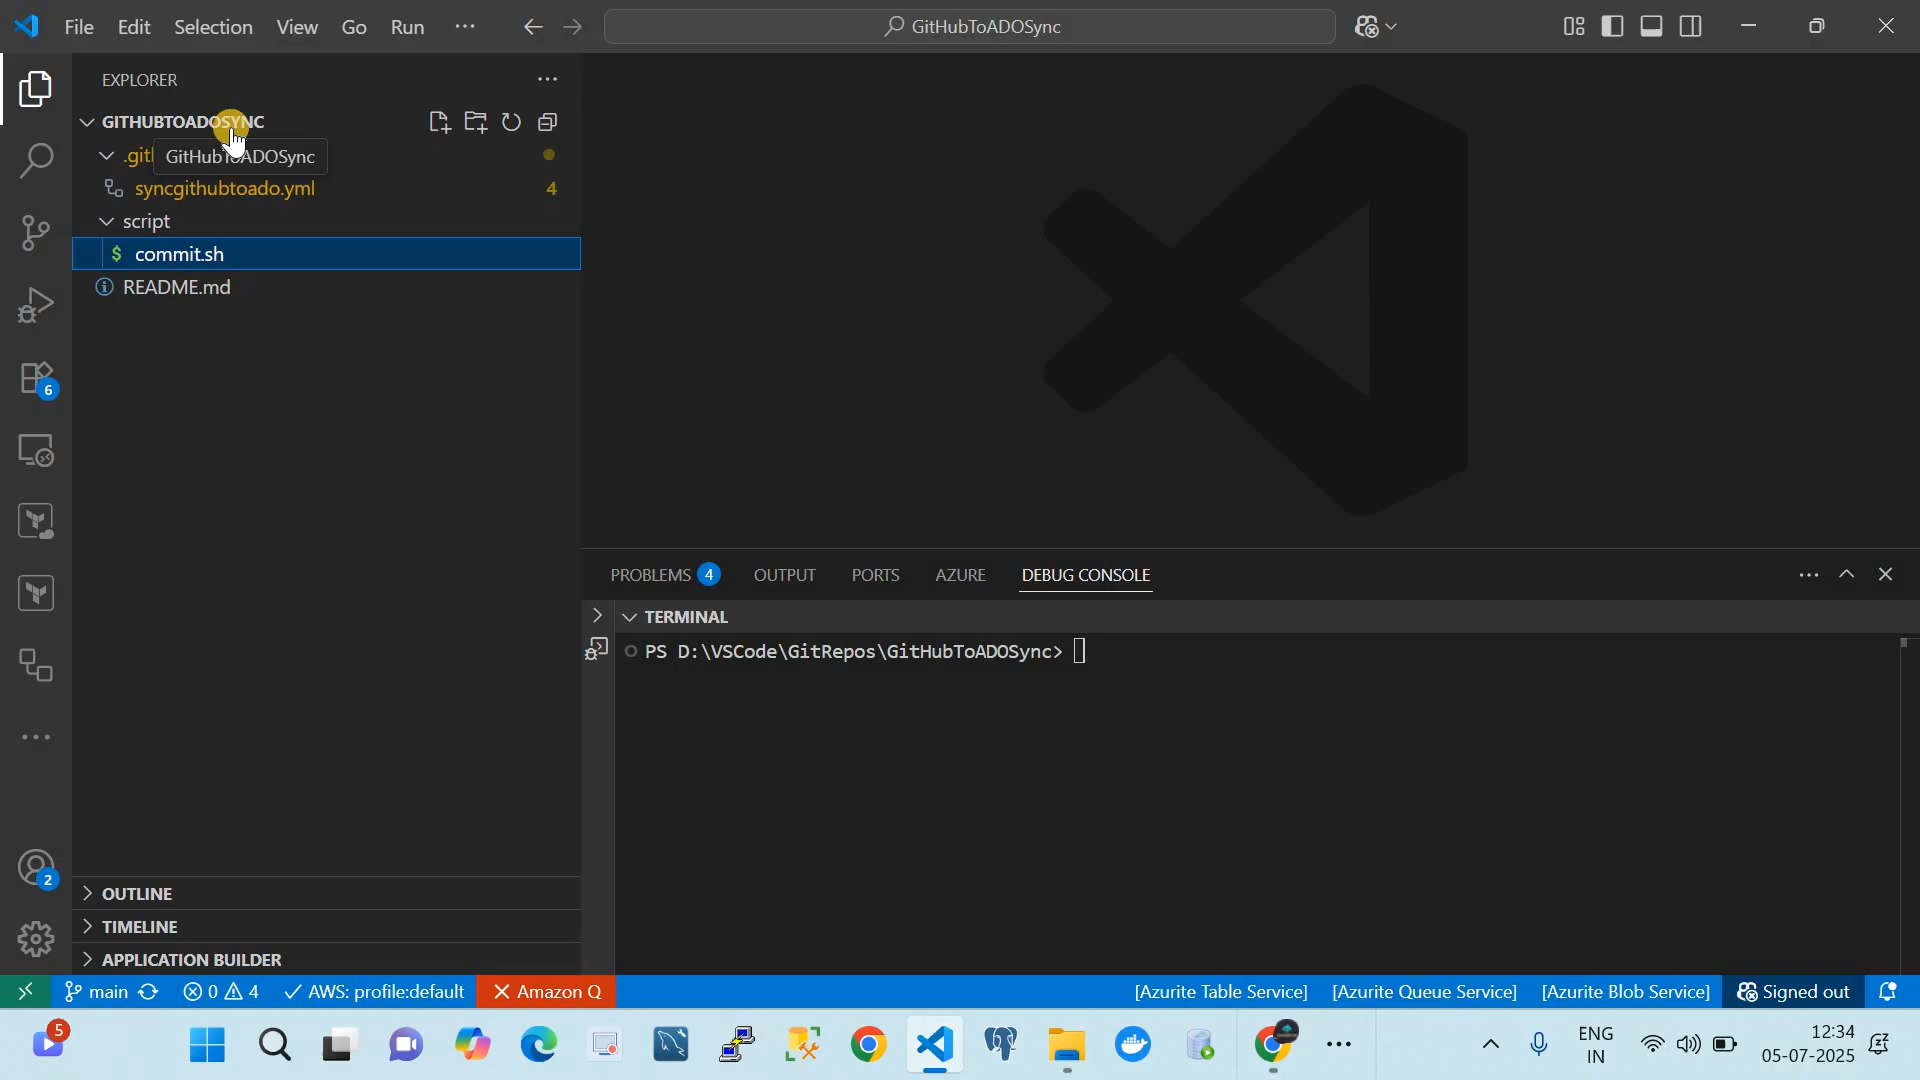 File Edit Selection View Go Run ··· GitHubToADOSync
EXPLORER
GITHUBTOADOSYNC
GitHubToADOSync
syncgithubtoado.yml 4
script
$ commit.sh
README.md
6
2
OUTLINE
TIMELINE
APPLICATION BUILDER
PROBLEMS 4 OUTPUT PORTS AZURE DEBUG CONSOLE
TERMINAL
PS D:\VSCode\GitRepos\GitHubToADOSync>
main 0 4 AWS: profile:default Amazon Q [Azurite Table Service] [Azurite Queue Service] [Azurite Blob Service] Signed out
5
ENG
IN
12:34
05-07-2025